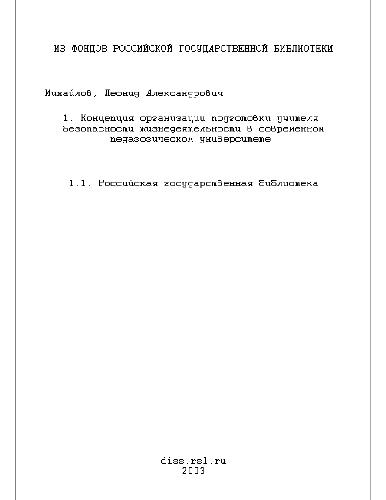 ИЗ ФОНДОВ РОССИЙСКОЙ ГОСУДАРСТВЕННОЙ БИБЛИОТЕКИ
Михайлов, Леонид Александрович
1. Концепция организации подготовки учителя
безопасности жизнедеятельности в современном
педагогическом университете
1.1. Российская государственная библиотека
diss.rsl.ru
2003